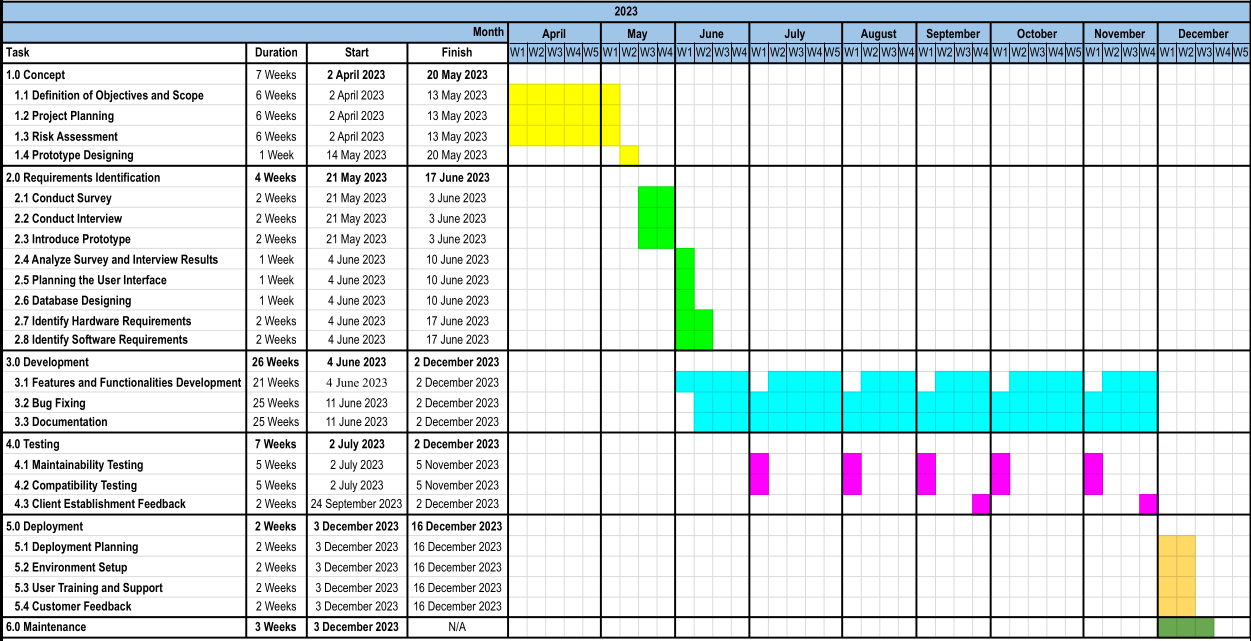 2023
Month April May June July August September October November December
Task Duration Start Finish W1 W2 W3 W4 W5 W1 W2 W3 W4 W1 W2 W3 W4 W1 W2 W3 W4 W5 W1 W2 W3 W4 W1 W2 W3 W4 W1 W2 W3 W4 W5 W1 W2 W3 W4 W1 W2 W3 W4 W5
1.0 Concept 7 Weeks 2 April 2023 20 May 2023
1.1 Definition of Objectives and Scope 6 Weeks 2 April 2023 13 May 2023
1.2 Project Planning 6 Weeks 2 April 2023 13 May 2023
1.3 Risk Assessment 6 Weeks 2 April 2023 13 May 2023
1.4 Prototype Designing 1 Week 14 May 2023 20 May 2023
2.0 Requirements Identification 4 Weeks 21 May 2023 17 June 2023
2.1 Conduct Survey 2 Weeks 21 May 2023 3 June 2023
2.2 Conduct Interview 2 Weeks 21 May 2023 3 June 2023
2.3 Introduce Prototype 2 Weeks 21 May 2023 3 June 2023
2.4 Analyze Survey and Interview Results 1 Week 4 June 2023 10 June 2023
2.5 Planning the User Interface 1 Week 4 June 2023 10 June 2023
2.6 Database Designing 1 Week 4 June 2023 10 June 2023
2.7 Identify Hardware Requirements 2 Weeks 4 June 2023 17 June 2023
2.8 Identify Software Requirements 2 Weeks 4 June 2023 17 June 2023
3.0 Development 26 Weeks 4 June 2023 2 December 2023
3.1 Features and Functionalities Development 21 Weeks 4 June 2023 2 December 2023
3.2 Bug Fixing 25 Weeks 11 June 2023 2 December 2023
3.3 Documentation 25 Weeks 11 June 2023 2 December 2023
4.0 Testing 7 Weeks 2 July 2023 2 December 2023
4.1 Maintainability Testing 5 Weeks 2 July 2023 5 November 2023
4.2 Compatibility Testing 5 Weeks 2 July 2023 5 November 2023
4.3 Client Establishment Feedback 2 Weeks 24 September 2023 2 December 2023
5.0 Deployment 2 Weeks 3 December 2023 16 December 2023
5.1 Deployment Planning 2 Weeks 3 December 2023 16 December 2023
5.2 Environment Setup 2 Weeks 3 December 2023 16 December 2023
5.3 User Training and Support 2 Weeks 3 December 2023 16 December 2023
5.4 Customer Feedback 2 Weeks 3 December 2023 16 December 2023
6.0 Maintenance 3 Weeks 3 December 2023 N/A